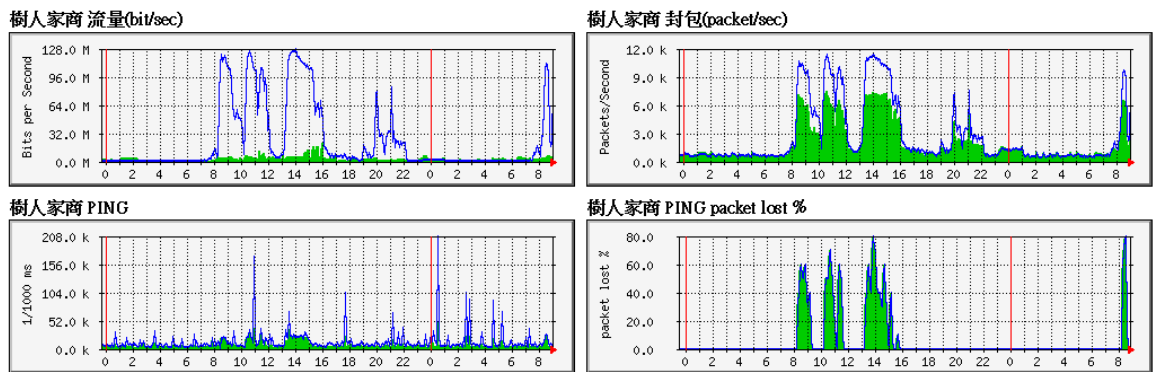 樹人家商 流量(bit/sec)
128.0 M
96.0 M
64.0 M
32.0 M
0.0 M
Bits per Second
0 2 4 6 8 10 12 14 16 18 20 22 0 2 4 6 8
樹人家商 封包(packet/sec)
12.0 k
9.0 k
6.0 k
3.0 k
0.0 k
Packets/Second
0 2 4 6 8 10 12 14 16 18 20 22 0 2 4 6 8
樹人家商 PING
208.0 k
156.0 k
104.0 k
52.0 k
0.0 k
1/1000 ms
0 2 4 6 8 10 12 14 16 18 20 22 0 2 4 6 8
樹人家商 PING packet lost %
80.0
60.0
40.0
20.0
0.0
packet lost %
0 2 4 6 8 10 12 14 16 18 20 22 0 2 4 6 8